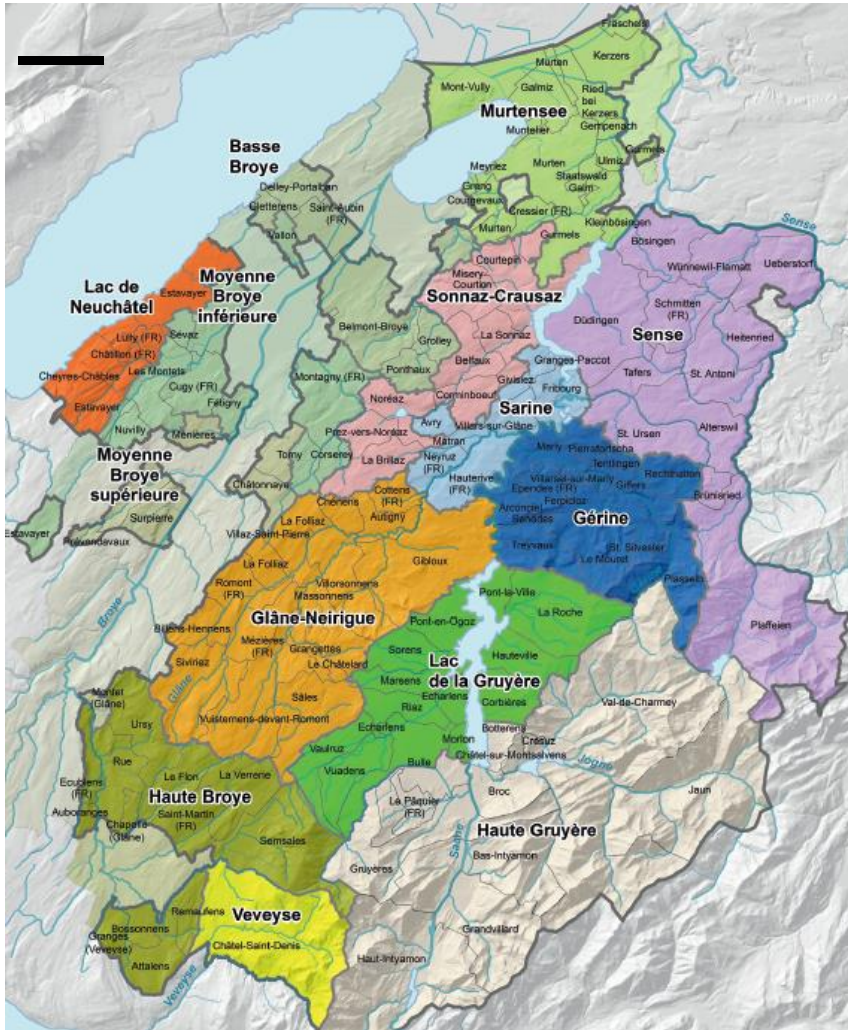 Fräschels
Kerzers
Murten
Mont-Vully
Galmiz
Ried
bei
Kerzers
Murtensee
Gempenach
Muntelier
Gurmels
Ulmiz
Murten
Meyriez
Staatswald
Galm
Greng
Courgevaux
Cressier (FR)
Murten
Gurmels
Kleinbösingen
Basse
Broye
Delley-Portalban
Gletterens
Saint-Aubin
(FR)
Vallon
Sense
Bösingen
Wünnewil-Flamatt
Ueberstorf
Courtepin
Misery-
Courtion
Sonnaz-Crausaz
Lac de
Neuchâtel
Moyenne
Broye
inférieure
Estavayer
Schmitten
(FR)
Düdingen
Sense
Heitenried
Belmont-Broye
Grolley
La Sonnaz
Lully (FR)
Sévaz
Châtillon (FR)
Cheyres-Châbles
Les Montets
Ponthaux
Belfaux
Granges-Paccot
Tafers
St. Antoni
Montagny (FR)
Givisiez
Fribourg
Cugy (FR)
Fétigny
Noréaz
Corminboeuf
Sarine
Estavayer
Nuvilly
Ménières
Prez-vers-Noréaz
Avry
Villars-sur-Glâne
Matran
St. Ursen
Alterswil
Moyenne
Broye
supérieure
Torny
Corserey
La Brillaz
Neyruz
(FR)
Hauterive
(FR)
Marly
Pierrafortscha
Tentlingen
Villarsel-sur-Marly
Rechthalten
Giffers
Ependes (FR)
Ferpicloz
Brünisried
Châtonnaye
Chénens
Cottens
(FR)
Autigny
Arconciel
Senèdes
Gérine
Surpierre
Estavayer
Prévondavaux
La Folliaz
Villaz-Saint-Pierre
Treyvaux
St. Silvester
Le Mouret
Plasselb
La Folliaz
Gibloux
Romont
(FR)
Villorsonnens
Massonnens
Pont-la-Ville
La Roche
Broye
Glâne-Neirigue
Pont-en-Ogoz
Plaffeien
Billens-Hennens
Mézières
(FR)
Grangettes
Sorens
Hauteville
Siviriez
Le Châtelard
Lac
de la Gruyère
Marsens
Glâne
Sâles
Echarlens
Corbières
Val-de-Charmey
Montet
(Glâne)
Riaz
Vuisternens-devant-Romont
Echarlens
Botterens
Crésuz
Ursy
Vaulruz
Morlon
Châtel-sur-Montsalvens
Jogne
Rue
Bulle
Vuadens
Le Flon
La Verrerie
Ecublens
(FR)
Haute Broye
Le Pâquier
(FR)
Broc
Jaun
Auboranges
Saint-Martin
(FR)
Chapelle
(Glâne)
Haute Gruyère
Sarine
Semsales
Bas-Intyamon
Gruyères
Remaufens
Veveyse
Bossonnens
Granges
(Veveyse)
Châtel-Saint-Denis
Grandvillard
Attalens
Haut-Intyamon
Veveyse